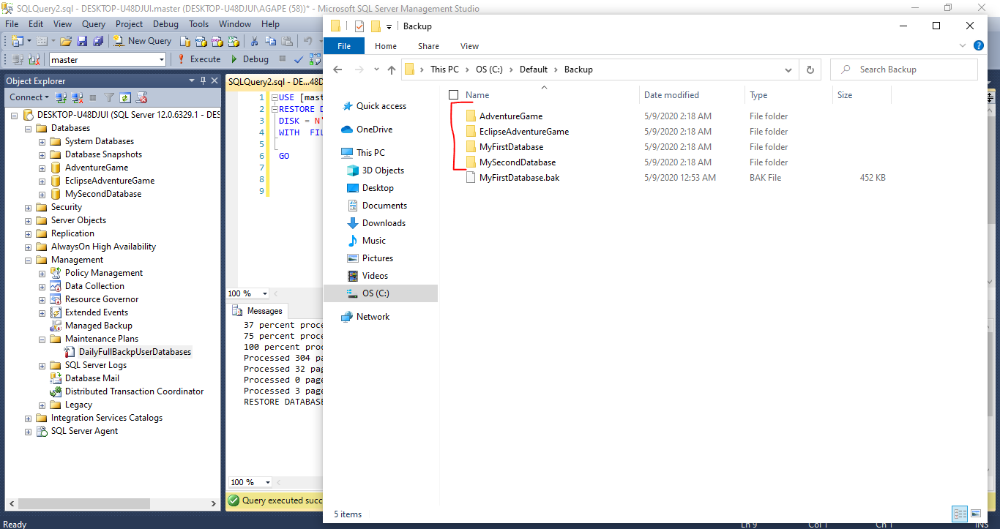 SQLQuery2.sql - DESKTOP-U48DJUI.master (DESKTOP-U48DJUI\AGAPE (58))* - Microsoft SQL Server Management Studio
File Edit View Query Project Debug Tools Window Help
New Query
master
Execute
Debug
Object Explorer
Connect
DESKTOP-U48DJUI (SQL Server 12.0.6329.1 - DES
Databases
System Databases
Database Snapshots
AdventureGame
EclipseAdventureGame
MySecondDatabase
Security
Server Objects
Replication
AlwaysOn High Availability
Management
Policy Management
Data Collection
Resource Governor
Extended Events
Managed Backup
Maintenance Plans
DailyFullBackpUserDatabases
SQL Server Logs
Database Mail
Distributed Transaction Coordinator
Legacy
Integration Services Catalogs
SQL Server Agent
SQLQuery2.sql - DE...48D
1 USE [mast
2 RESTORE D
3 DISK = N'
4 WITH FIL
5
6 GO
7
8
9
100 %
Messages
37 percent proce
75 percent proce
100 percent proc
Processed 304 pa
Processed 32 pag
Processed 0 page
Processed 3 page
RESTORE DATABASE
100 %
Query executed succ
Ready
Backup
File Home Share View
This PC > OS (C:) > Default > Backup
Search Backup
Quick access
OneDrive
This PC
3D Objects
Desktop
Documents
Downloads
Music
Pictures
Videos
OS (C:)
Network
Name Date modified Type Size
AdventureGame 5/9/2020 2:18 AM File folder
EclipseAdventureGame 5/9/2020 2:18 AM File folder
MyFirstDatabase 5/9/2020 2:18 AM File folder
MySecondDatabase 5/9/2020 2:18 AM File folder
MyFirstDatabase.bak 5/9/2020 12:53 AM BAK File 452 KB
5 items
Ln 9 Col 1 Ch 1 INS